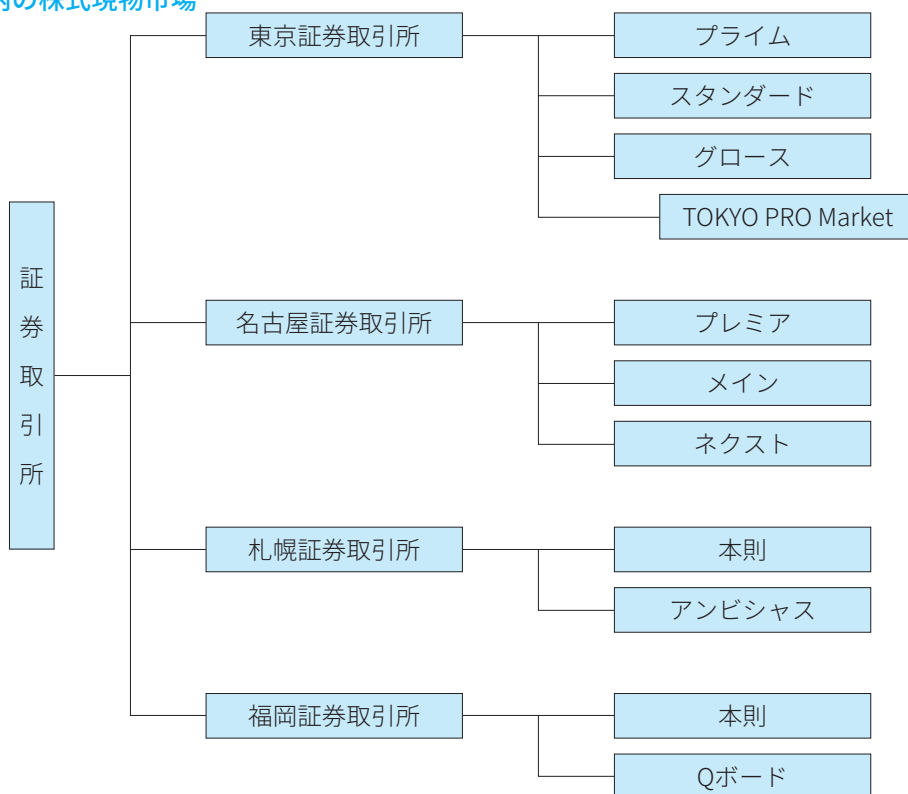 の株式現物市場
証券取引所
東京証券取引所
プライム
スタンダード
グロース
TOKYO PRO Market
名古屋証券取引所
プレミア
メイン
ネクスト
札幌証券取引所
本則
アンビシャス
福岡証券取引所
本則
Qボード